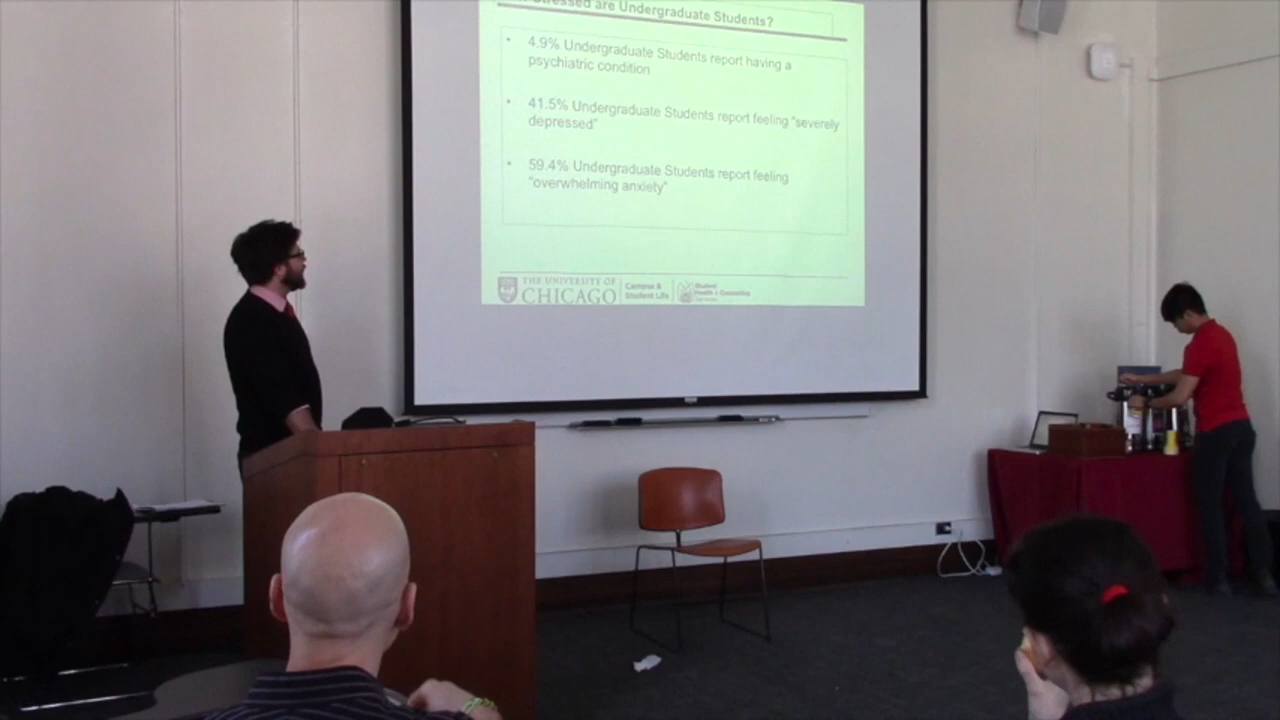 Stressed are Undergraduate Students?
• 4.9% Undergraduate Students report having a
psychiatric condition
• 41.5% Undergraduate Students report feeling "severely
depressed"
• 59.4% Undergraduate Students report feeling
"overwhelming anxiety"
THE UNIVERSITY OF
CHICAGO
Campus &
Student Life
Student
Health & Counseling